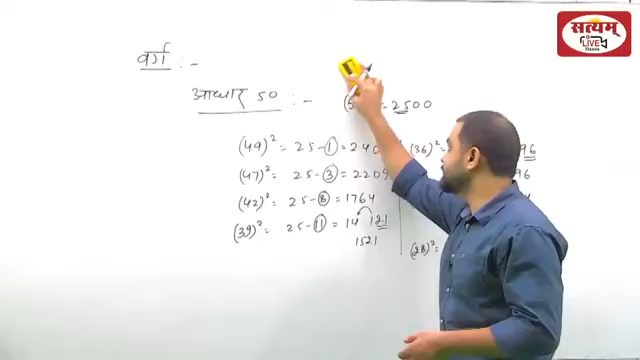 सत्यम्
LIVE
Classes
वर्ग :-
आधार 50 :- 2500
(49)² = 25-1 = 240
(47)² = 25-3 = 2209
(42)² = 25-8 = 1764
(39)² = 25-11 = 14 121
1521
(36)² = 96
96
(28)² =